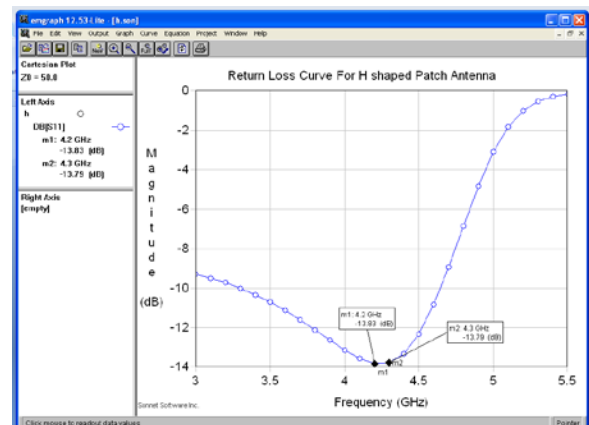 emgraph 12.53-Lite - [h.son]
File Edit View Output Graph Curve Equation Project Window Help
Cartesian Plot
Z0 = 50.0
Left Axis
h
DB[S11]
m1: 4.2 GHz
-13.83 (dB)
m2: 4.3 GHz
-13.79 (dB)
Right Axis
[empty]
Return Loss Curve For H shaped Patch Antenna
Magnitude
(dB)
0
-2
-4
-6
-8
-10
-12
-14
m1: 4.2 GHz
-13.83 (dB)
m2: 4.3 GHz
-13.79 (dB)
m1
m2
3
3.5
4
4.5
5
5.5
Frequency (GHz)
Sonnet Software Inc.
Click mouse to readout data values
Pointer